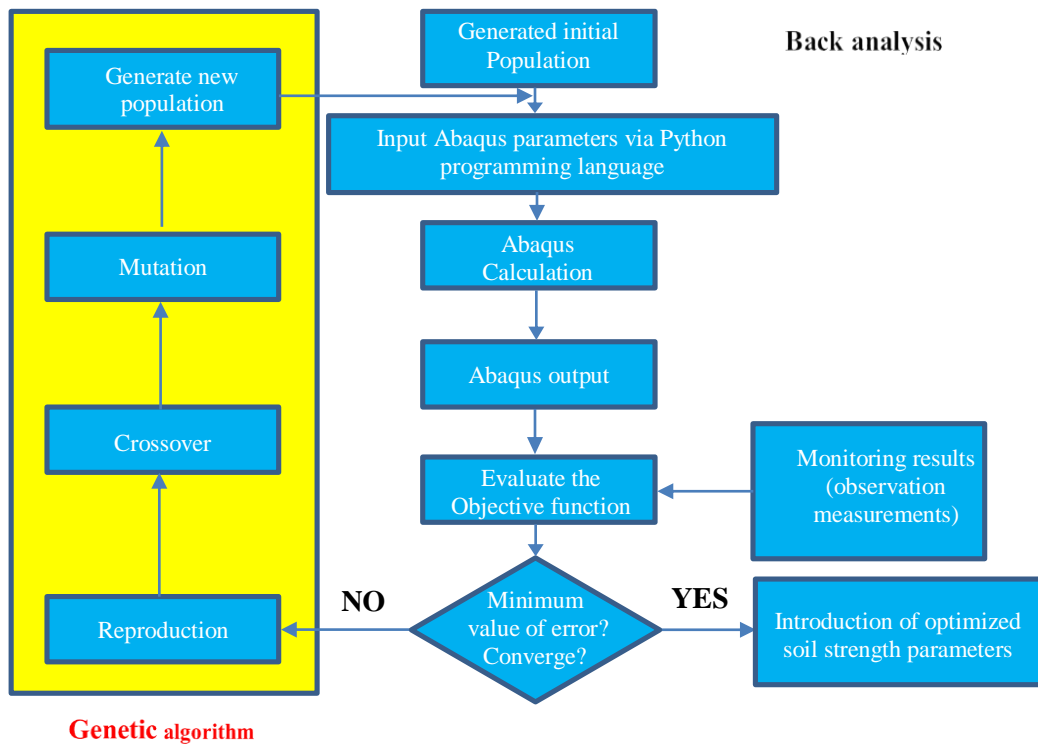 Back analysis
Generated initial
Population
Generate new
population
Input Abaqus parameters via Python
programming language
Mutation
Abaqus
Calculation
Abaqus output
Crossover
Evaluate the
Objective function
Monitoring results
(observation
measurements)
NO
YES
Reproduction
Minimum
value of error?
Converge?
Introduction of optimized
soil strength parameters
Genetic algorithm